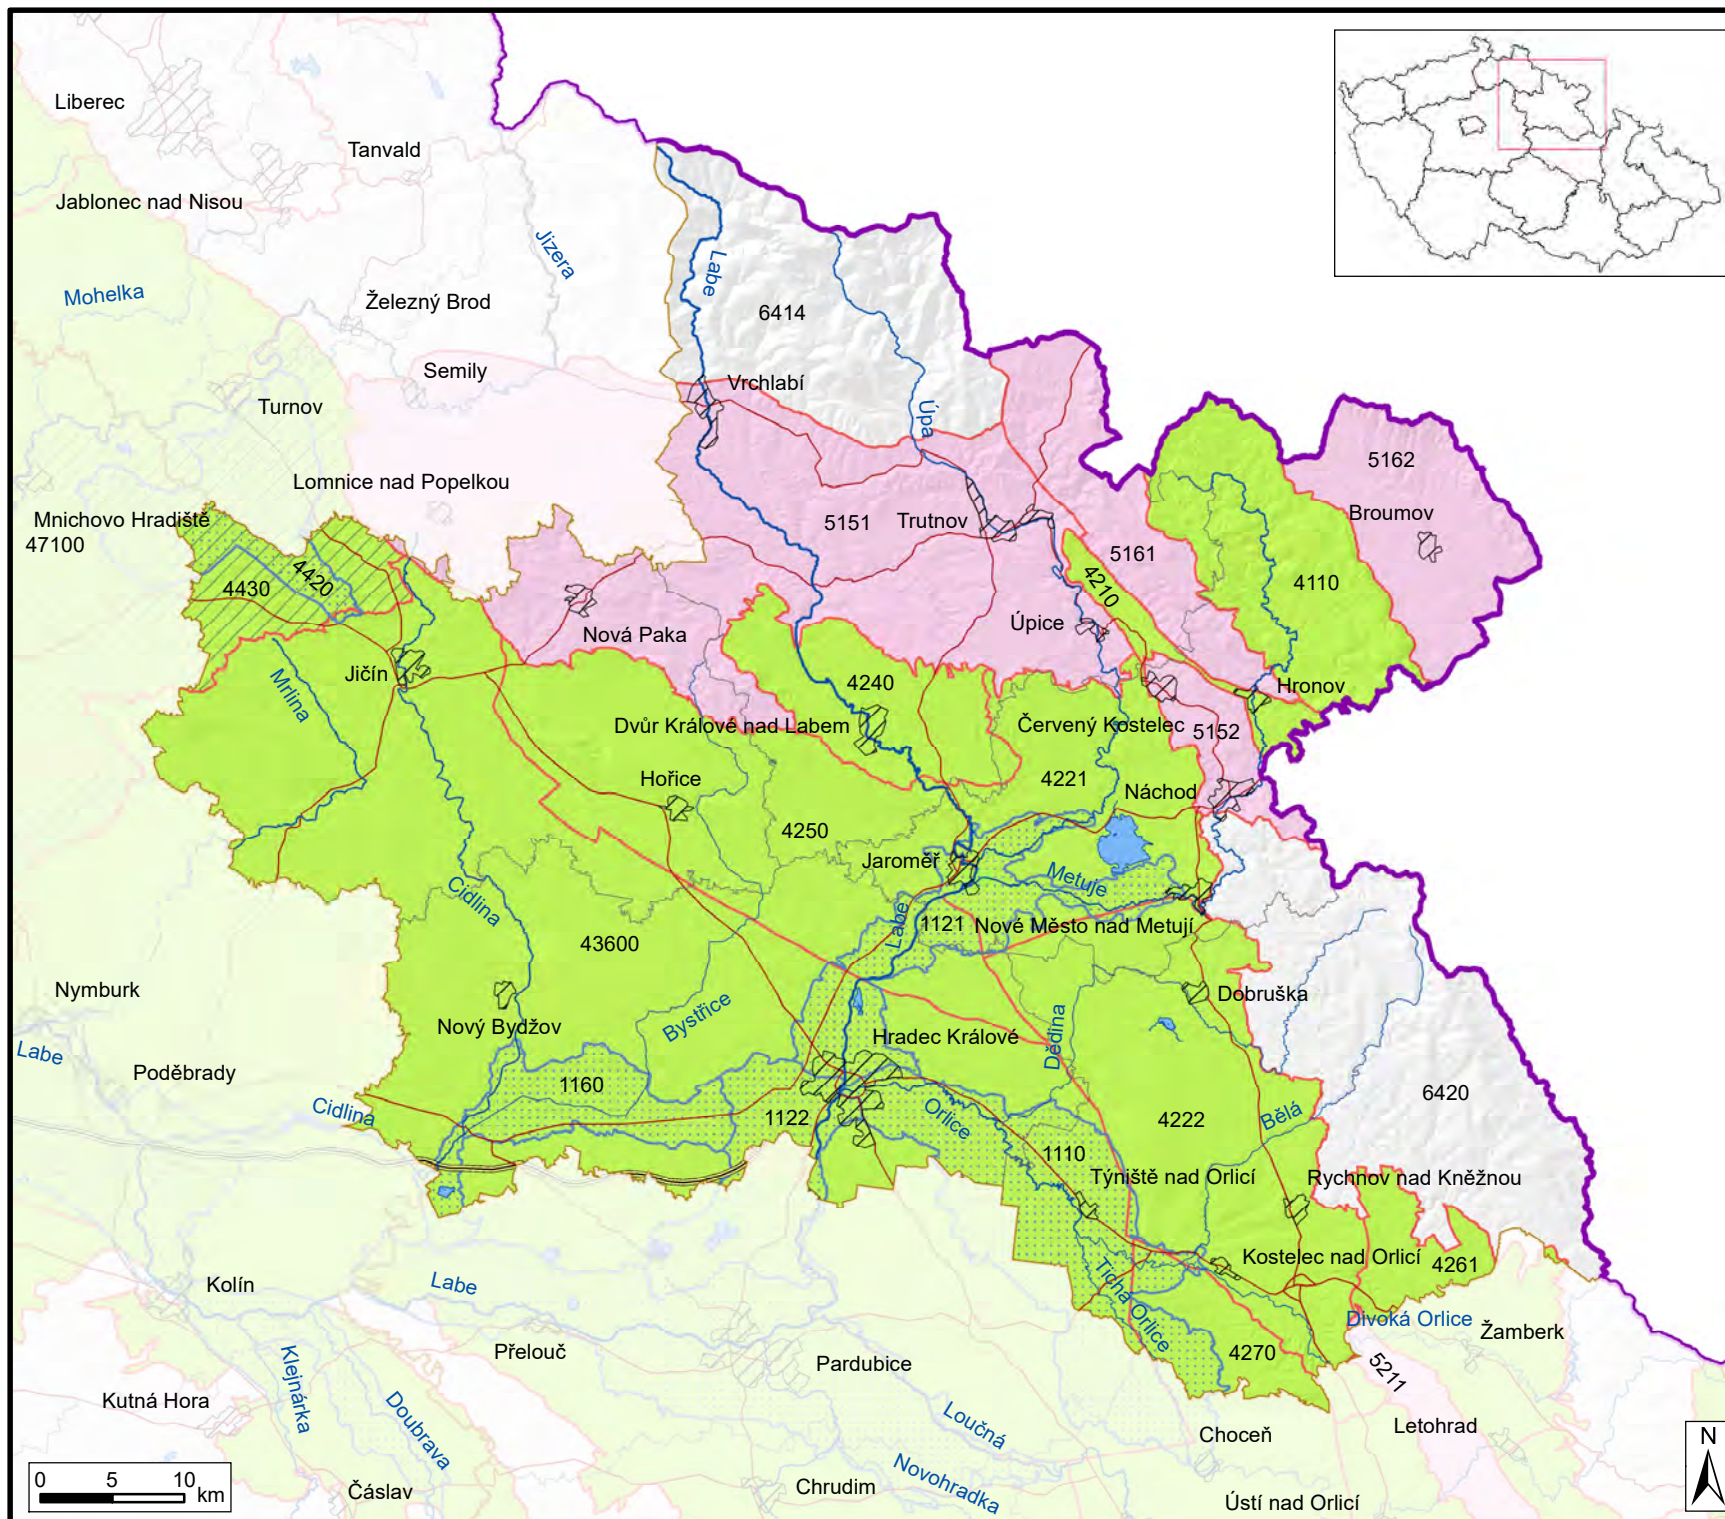 Liberec
Tanvald
Jablonec nad Nisou
Jizera
Labe
Mohelka
Železný Brod
6414
Semily
Vrchlabí
Turnov
Úpa
5162
Lomnice nad Popelkou
Broumov
Mnichovo Hradiště
47100
5151
Trutnov
5161
4420
4430
4210
4110
Úpice
Nová Paka
Jičín
Mrlina
4240
Hronov
Dvůr Králové nad Labem
Červený Kostelec
5152
Hořice
4221
Náchod
4250
Jaroměř
Metuje
Cidlina
Labe
1121
Nové Město nad Metují
43600
Nymburk
Dobruška
Nový Bydžov
Bystřice
Hradec Králové
Dědina
Labe
Poděbrady
1160
Cidlina
1122
Orlice
4222
Bělá
6420
1110
Týniště nad Orlicí
Rychnov nad Kněžnou
Kostelec nad Orlicí
4261
Kolín
Labe
Tichá Orlice
Divoká Orlice
Žamberk
Přelouč
Pardubice
4270
5211
Klejnárka
Kutná Hora
Doubrava
Loučná
Choceň
Letohrad
N
Novohradka
Chrudim
Čáslav
Ústí nad Orlicí
0 5 10
km